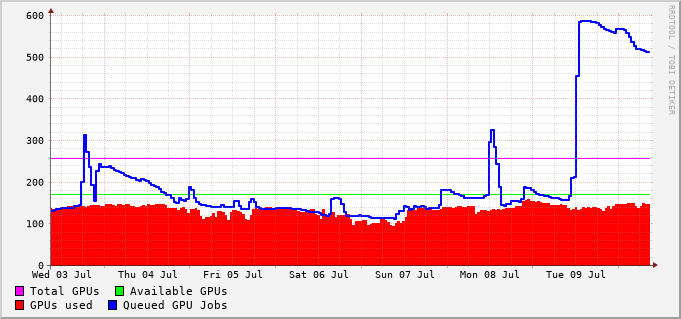 600
500
400
300
200
100
0
Wed 03 Jul Thu 04 Jul Fri 05 Jul Sat 06 Jul Sun 07 Jul Mon 08 Jul Tue 09 Jul
Total GPUs Available GPUs
GPUs used Queued GPU Jobs
RRDTOOL / TOBI OETIKER